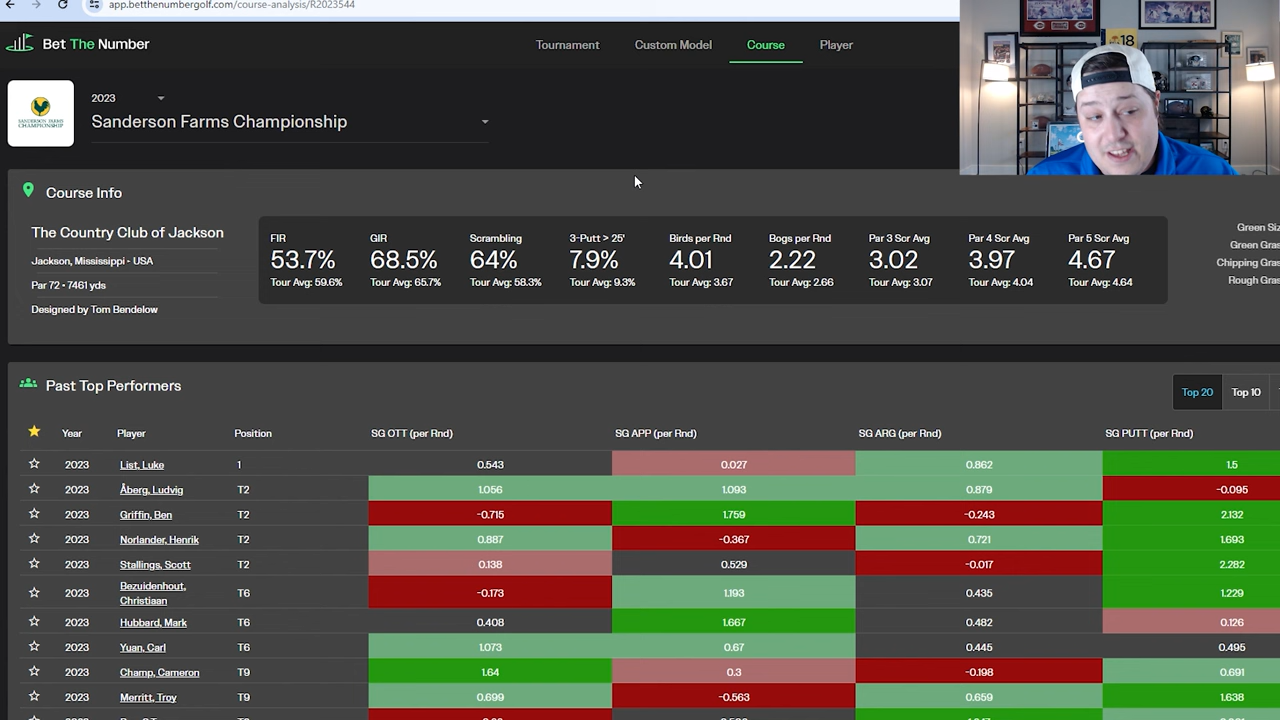 app.betthenumbergolf.com/course-analysis/R2023544
Bet The Number
Tournament Custom Model Course Player
18
SANDERSON FARMS
CHAMPIONSHIP
2023
Sanderson Farms Championship
Course Info
The Country Club of Jackson
Jackson, Mississippi - USA
Par 72 • 7461 yds
Designed by Tom Bendelow
FIR GIR Scrambling 3-Putt > 25' Birds per Rnd Bogs per Rnd Par 3 Scr Avg Par 4 Scr Avg Par 5 Scr Avg
53.7% 68.5% 64% 7.9% 4.01 2.22 3.02 3.97 4.67
Tour Avg: 59.6% Tour Avg: 65.7% Tour Avg: 58.3% Tour Avg: 9.3% Tour Avg: 3.67 Tour Avg: 2.66 Tour Avg: 3.07 Tour Avg: 4.04 Tour Avg: 4.64
Green Siz
Green Gras
Chipping Gras
Rough Gras
Past Top Performers
Top 20 Top 10
Year Player Position SG OTT (per Rnd) SG APP (per Rnd) SG ARG (per Rnd) SG PUTT (per Rnd)
2023 List, Luke 1 0.543 0.027 0.862 1.5
2023 Åberg, Ludvig T2 1.056 1.093 0.879 -0.095
2023 Griffin, Ben T2 -0.715 1.759 -0.243 2.132
2023 Norlander, Henrik T2 0.887 -0.367 0.721 1.693
2023 Stallings, Scott T2 0.138 0.529 -0.017 2.282
2023 Bezuidenhout, Christiaan T6 -0.173 1.193 0.435 1.229
2023 Hubbard, Mark T6 0.408 1.667 0.482 0.126
2023 Yuan, Carl T6 1.073 0.67 0.445 0.495
2023 Champ, Cameron T9 1.64 0.3 -0.198 0.691
2023 Merritt, Troy T9 0.699 -0.563 0.659 1.638